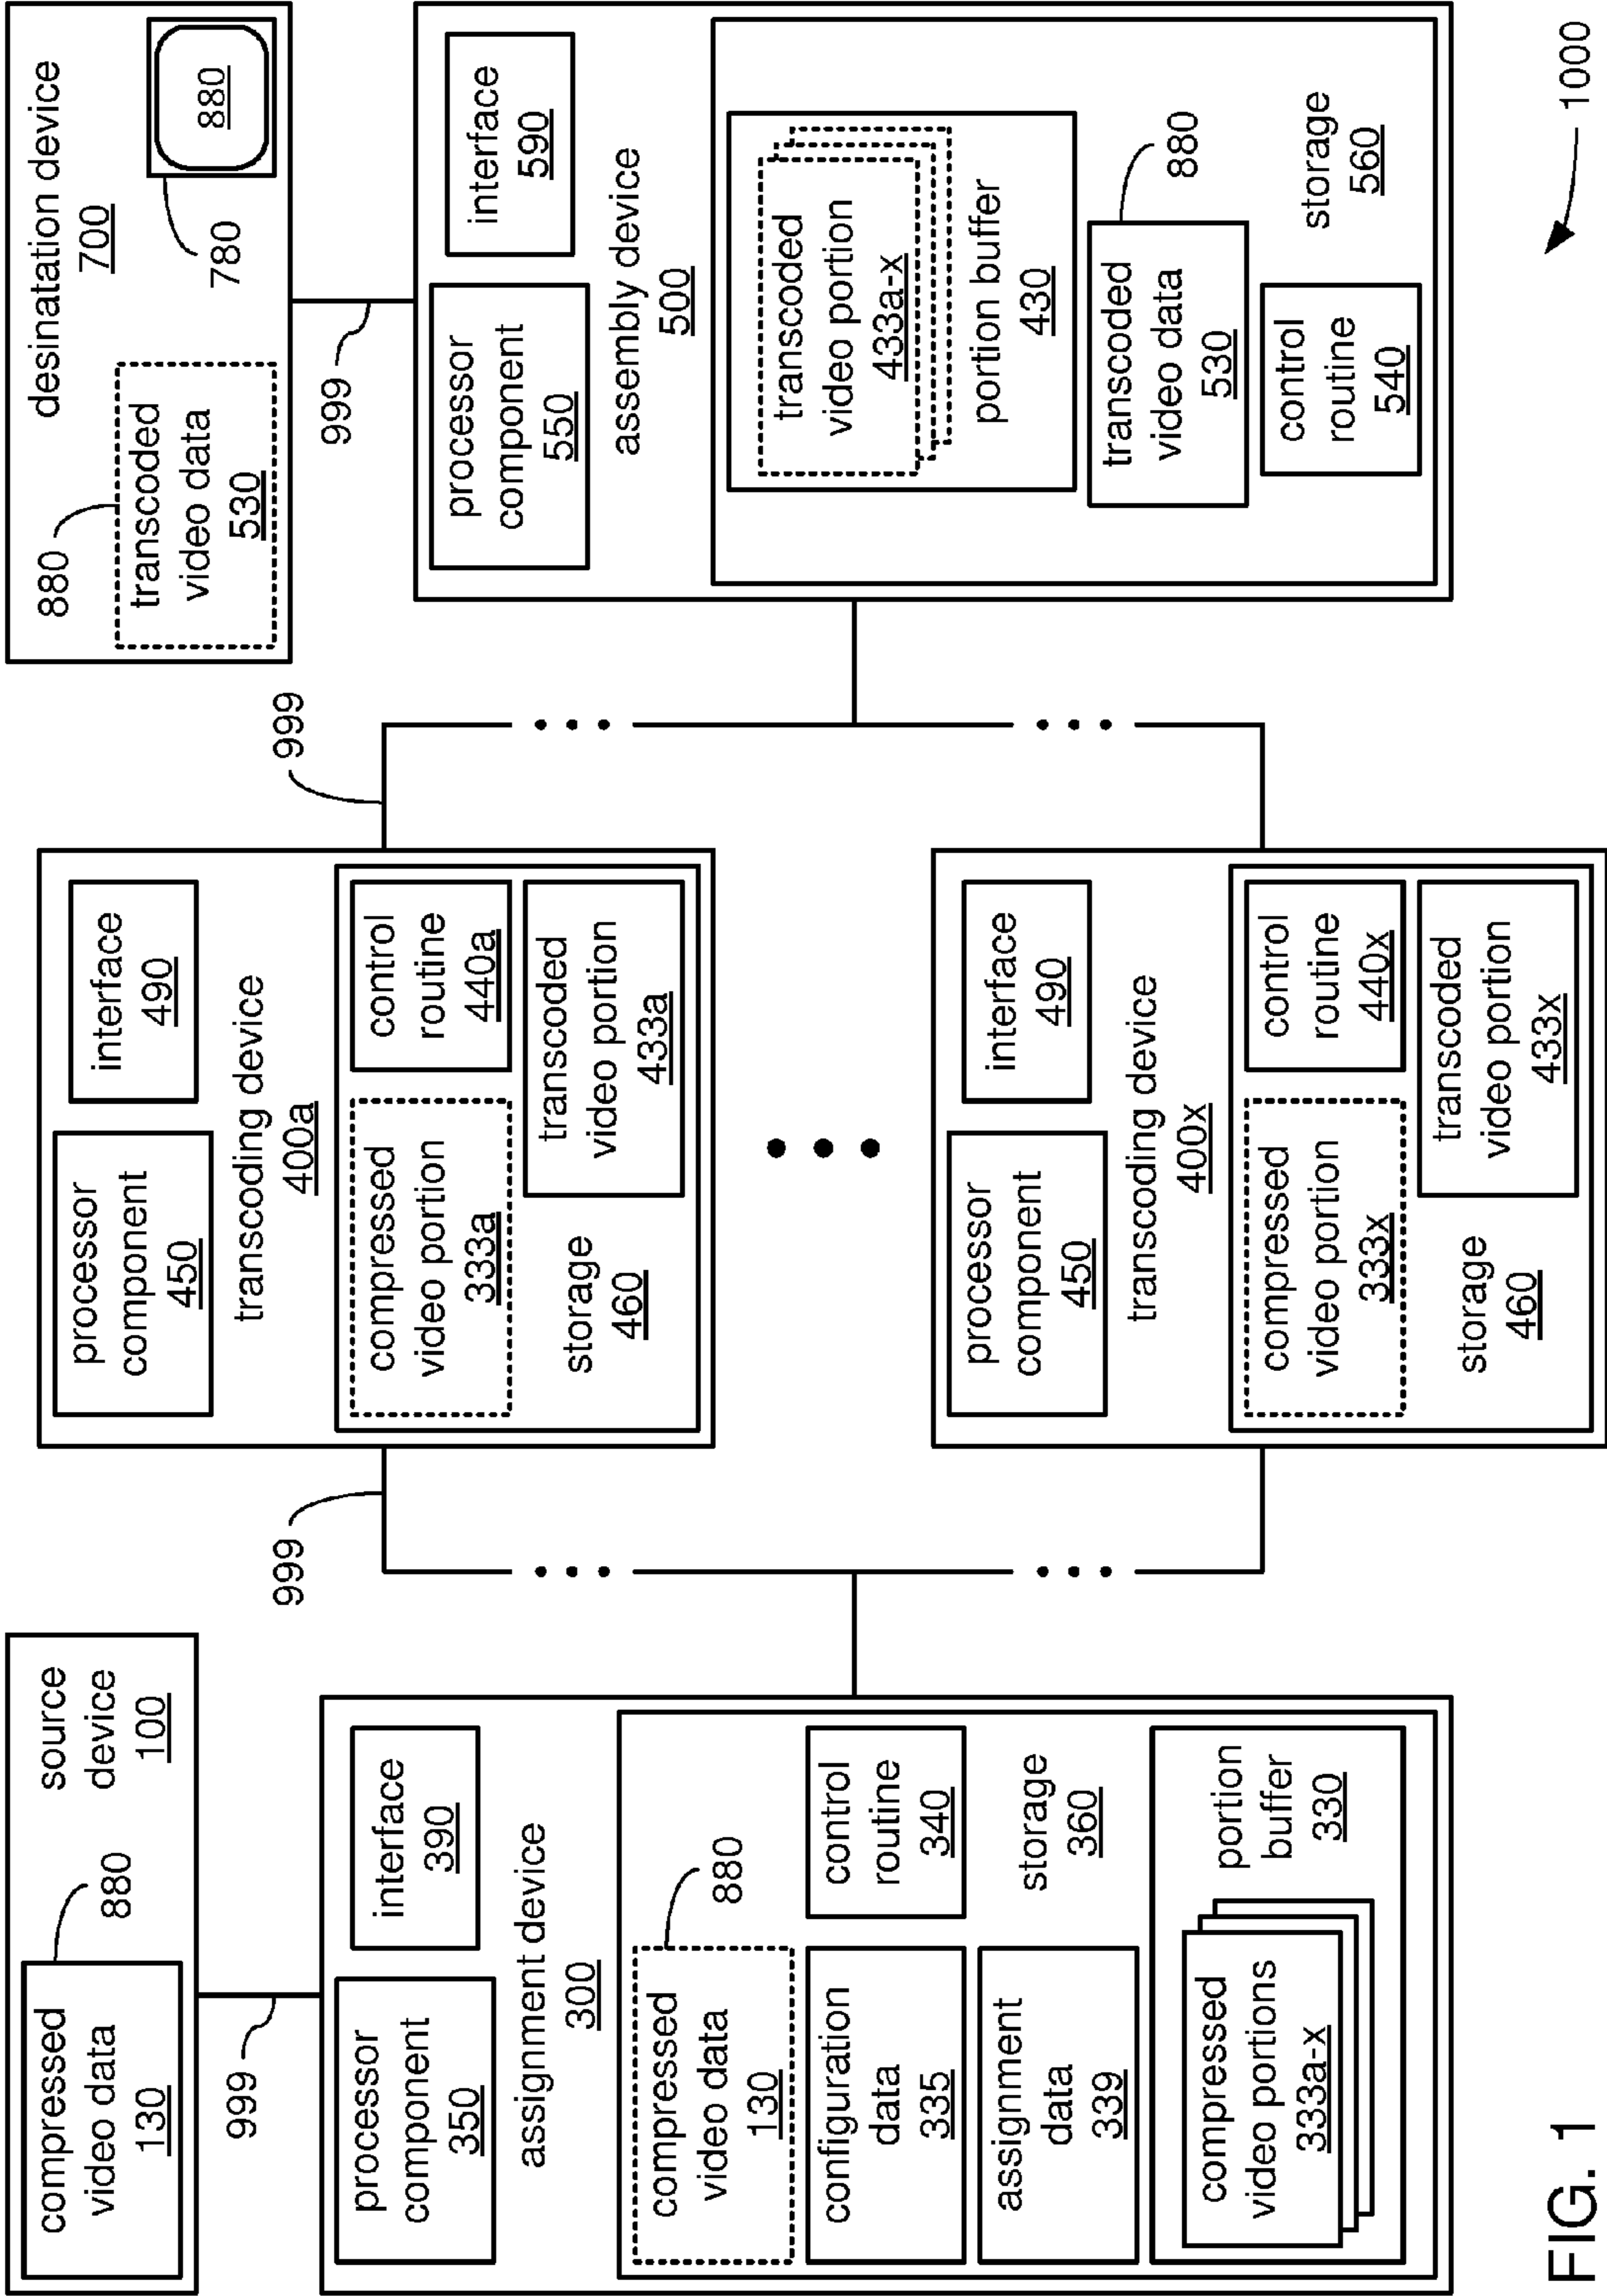 compressed
video data
130
880
source
device
100
999
processor
component
350
interface
390
assignment device
300
compressed
video data
130
880
configuration
data
335
control
routine
340
assignment
data
339
storage
360
compressed
video portions
333a-x
portion
buffer
330
999
processor
component
450
interface
490
transcoding device
400a
compressed
video portion
333a
control
routine
440a
storage
460
transcoded
video portion
433a
processor
component
450
interface
490
transcoding device
400x
compressed
video portion
333x
control
routine
440x
storage
460
transcoded
video portion
433x
999
880
transcoded
video data
530
desinatation device
700
780
880
999
processor
component
550
interface
590
assembly device
500
transcoded
video portion
433a-x
portion buffer
430
transcoded
video data
530
880
control
routine
540
storage
560
1000
FIG. 1